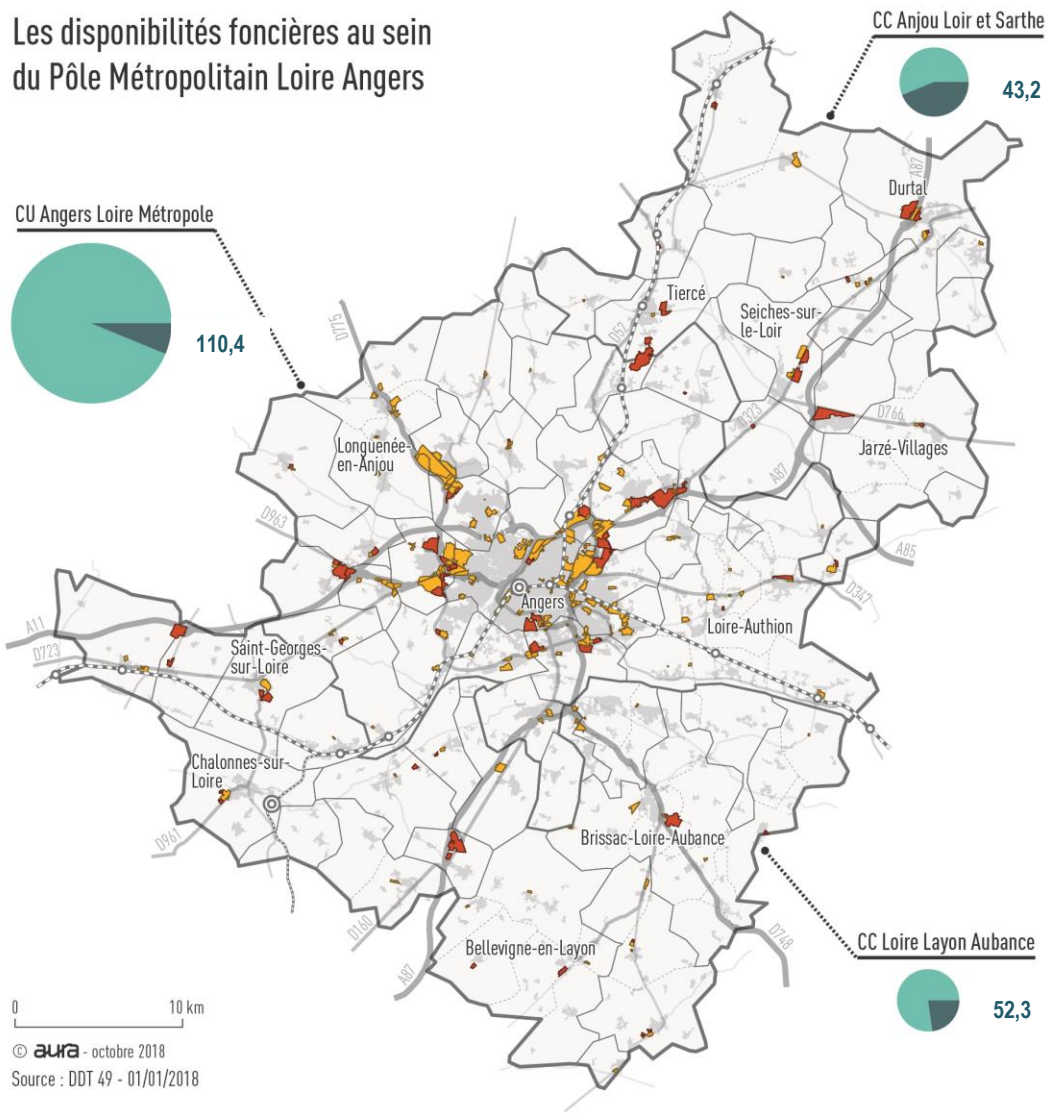 Les disponibilités foncières au sein
du Pôle Métropolitain Loire Angers
CC Anjou Loir et Sarthe
43,2
A87
Durtal
CU Angers Loire Métropole
110,4
D775
D52
Tiercé
Seiches-sur-
le-Loir
D323
D766
Jarzé-Villages
Longuenée-
en-Anjou
A87
D963
A85
D347
Angers
Loire-Authion
A11
D723
Saint-Georges-
sur-Loire
Chalonnes-sur-
Loire
D961
Brissac-Loire-Aubance
D160
A87
Bellevigne-en-Layon
D748
CC Loire Layon Aubance
52,3
0 10 km
© aura - octobre 2018
Source : DDT 49 - 01/01/2018